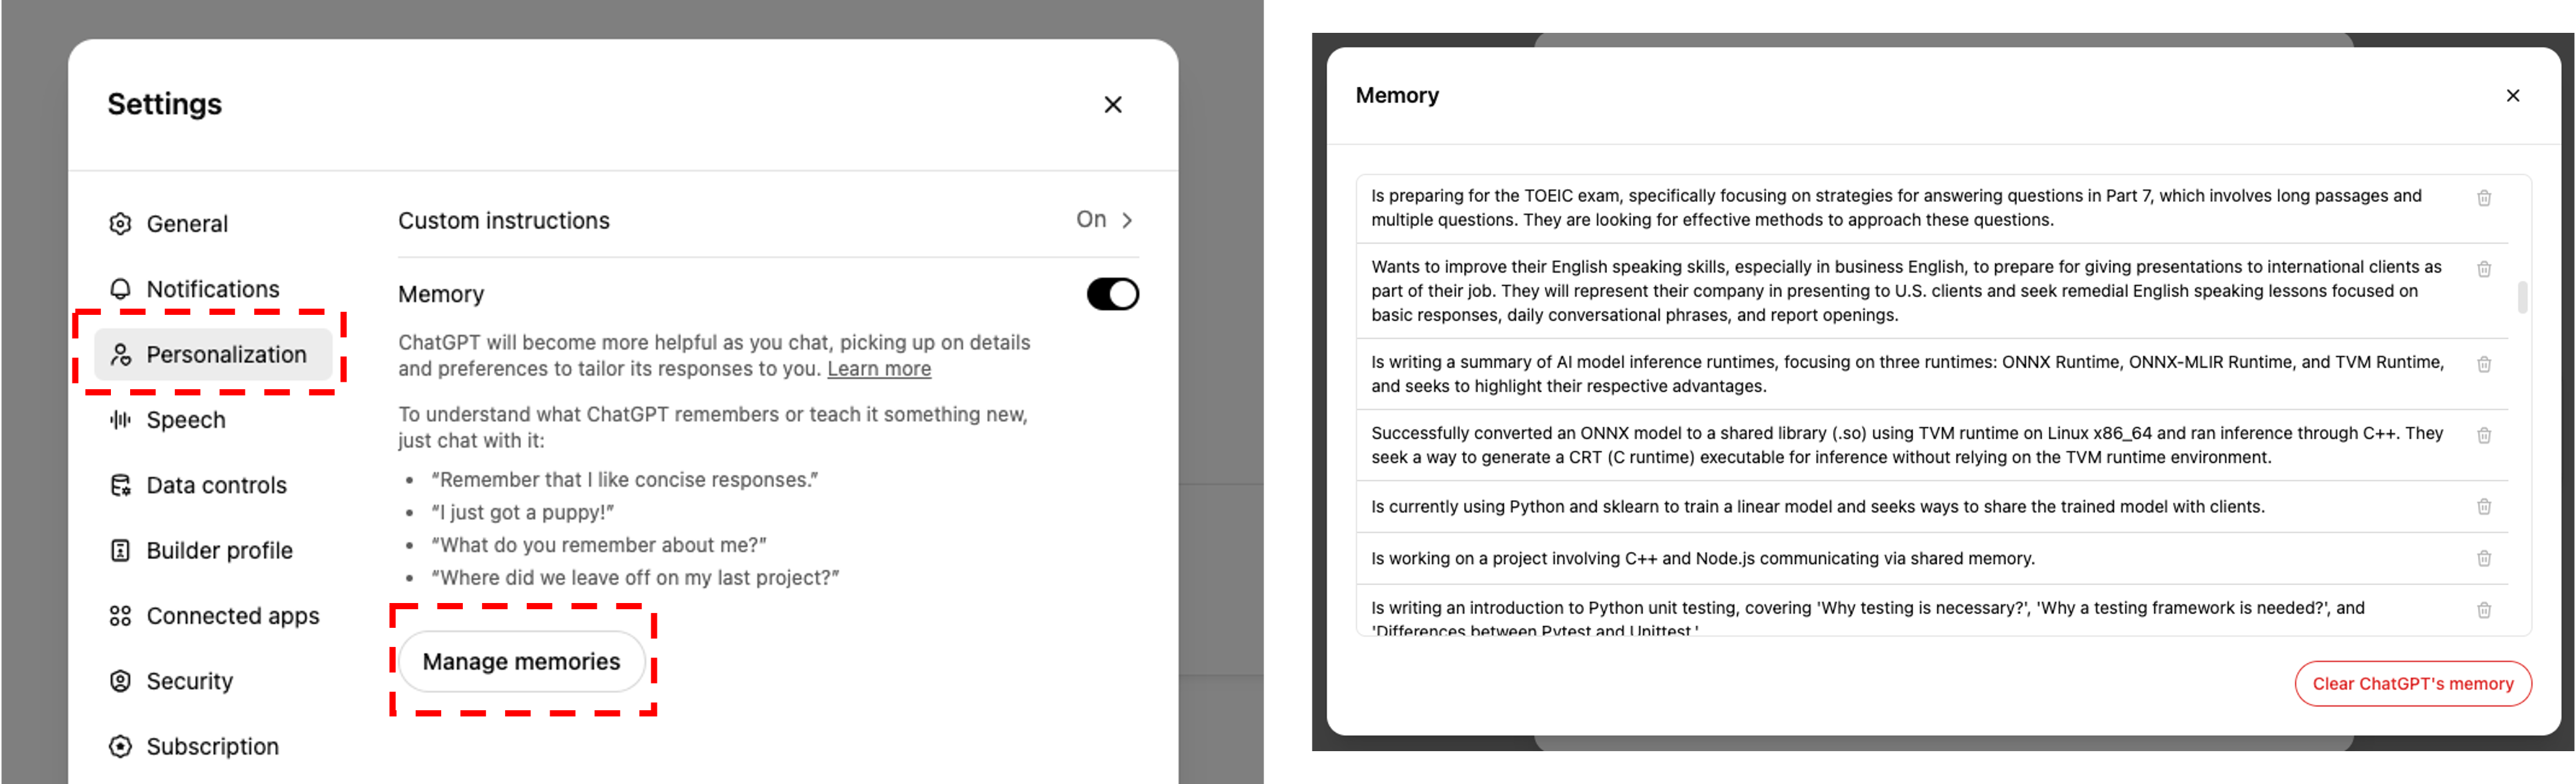 Settings
General
Notifications
Personalization
Speech
Data controls
Builder profile
Connected apps
Security
Subscription
Custom instructions
On
Memory
ChatGPT will become more helpful as you chat, picking up on details
and preferences to tailor its responses to you. Learn more
To understand what ChatGPT remembers or teach it something new,
just chat with it:
• “Remember that I like concise responses.”
• “I just got a puppy!”
• “What do you remember about me?”
• “Where did we leave off on my last project?”
Manage memories
Memory
Is preparing for the TOEIC exam, specifically focusing on strategies for answering questions in Part 7, which involves long passages and
multiple questions. They are looking for effective methods to approach these questions.
Wants to improve their English speaking skills, especially in business English, to prepare for giving presentations to international clients as
part of their job. They will represent their company in presenting to U.S. clients and seek remedial English speaking lessons focused on
basic responses, daily conversational phrases, and report openings.
Is writing a summary of AI model inference runtimes, focusing on three runtimes: ONNX Runtime, ONNX-MLIR Runtime, and TVM Runtime,
and seeks to highlight their respective advantages.
Successfully converted an ONNX model to a shared library (.so) using TVM runtime on Linux x86_64 and ran inference through C++. They
seek a way to generate a CRT (C runtime) executable for inference without relying on the TVM runtime environment.
Is currently using Python and sklearn to train a linear model and seeks ways to share the trained model with clients.
Is working on a project involving C++ and Node.js communicating via shared memory.
Is writing an introduction to Python unit testing, covering 'Why testing is necessary?', 'Why a testing framework is needed?', and
'Differences between Pytest and Unittest.'
Clear ChatGPT's memory